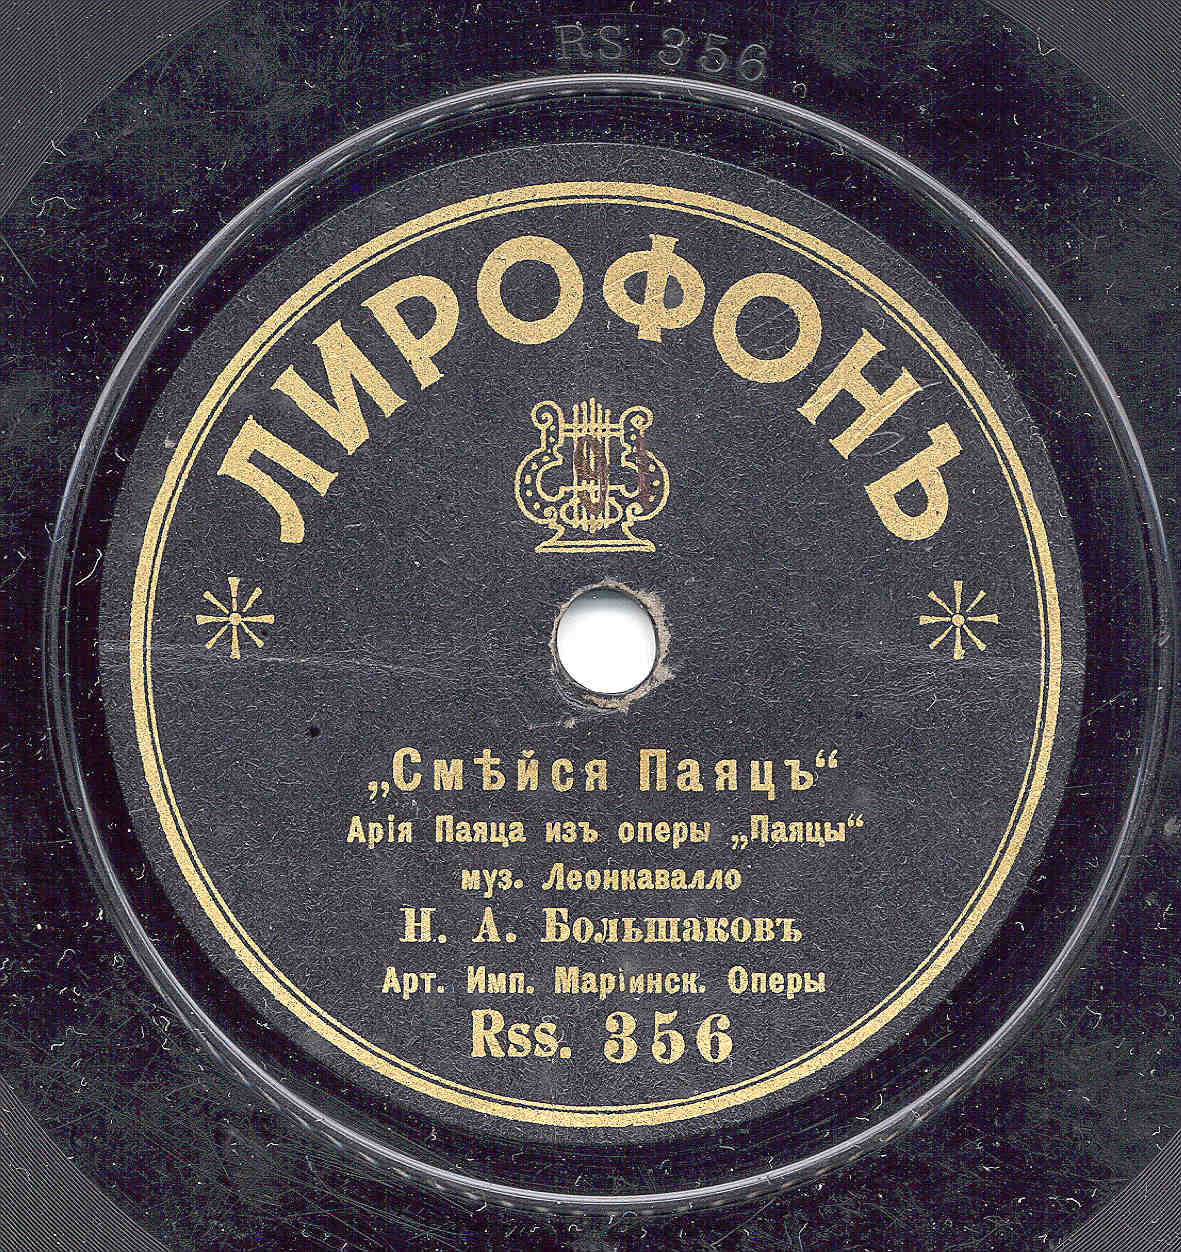 RS 356
ЛИРОФОНЪ
„Смѣйся Паяцъ“
Арія Паяца изъ оперы „Паяцы“
муз. Леонкавалло
Н. А. Большаковъ
Арт. Имп. Маріинск. Оперы
Rss. 356